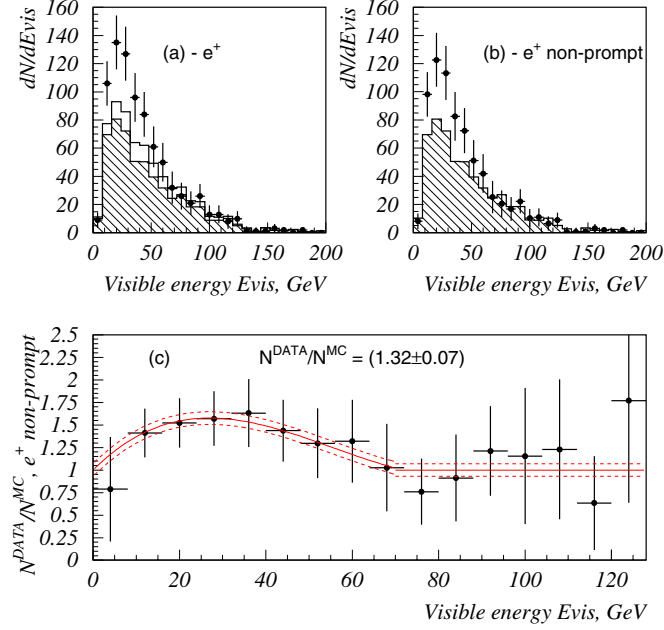 dN/dEvis
160
140
120
100
80
60
40
20
0
(a) - e⁺
0 50 100 150 200
Visible energy Evis, GeV
dN/dEvis
160
140
120
100
80
60
40
20
0
(b) - e⁺ non-prompt
0 50 100 150 200
Visible energy Evis, GeV
N^DATA/N^MC, e⁺ non-prompt
2.5
2.25
2
1.75
1.5
1.25
1
0.75
0.5
0.25
0
(c)
N^DATA/N^MC = (1.32±0.07)
0 20 40 60 80 100 120
Visible energy Evis, GeV